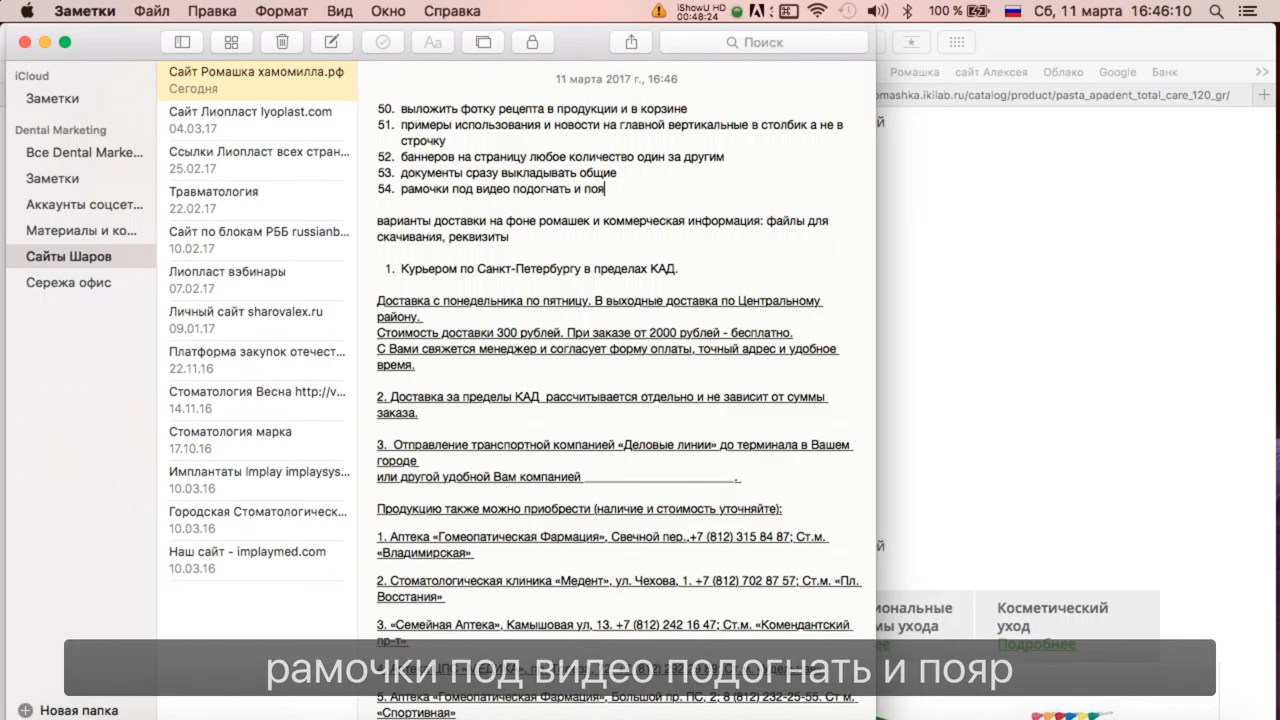 Заметки Файл Правка Формат Вид Окно Справка iShowU HD 00:48:24 100 % Сб, 11 марта 16:46:10
Aa Поиск
iCloud
Заметки
Dental Marketing
Все Dental Marke...
Заметки
Аккаунты соцсет...
Материалы и ко...
Сайты Шаров
Сережа офис
Новая папка
Сайт Ромашка хамомилла.рф
Сегодня
Сайт Лиопласт lyoplast.com
04.03.17
Ссылки Лиопласт всех стран...
25.02.17
Травматология
22.02.17
Сайт по блокам РББ russianb...
10.02.17
Лиопласт вэбинары
07.02.17
Личный сайт sharovalex.ru
09.01.17
Платформа закупок отечест...
22.11.16
Стоматология Весна http://v...
14.11.16
Стоматология марка
17.10.16
Имплантаты Implay implaysys...
10.03.16
Городская Стоматологическ...
10.03.16
Наш сайт - implaymed.com
10.03.16
11 марта 2017 г., 16:46
50. выложить фотку рецепта в продукции и в корзине
51. примеры использования и новости на главной вертикальные в столбик а не в
строчку
52. баннеров на страницу любое количество один за другим
53. документы сразу выкладывать общие
54. рамочки под видео подогнать и поя
варианты доставки на фоне ромашек и коммерческая информация: файлы для
скачивания, реквизиты
1. Курьером по Санкт-Петербургу в пределах КАД.
Доставка с понедельника по пятницу. В выходные доставка по Центральному
району.
Стоимость доставки 300 рублей. При заказе от 2000 рублей - бесплатно.
С Вами свяжется менеджер и согласует форму оплаты, точный адрес и удобное
время.
2. Доставка за пределы КАД рассчитывается отдельно и не зависит от суммы
заказа.
3. Отправление транспортной компанией «Деловые линии» до терминала в Вашем
городе
или другой удобной Вам компанией ________________________.
Продукцию также можно приобрести (наличие и стоимость уточняйте):
1. Аптека «Гомеопатическая Фармация», Свечной пер.,+7 (812) 315 84 87; Ст.м.
«Владимирская»
2. Стоматологическая клиника «Медент», ул. Чехова, 1. +7 (812) 702 87 57; Ст.м. «Пл.
Восстания»
3. «Семейная Аптека», Камышовая ул, 13. +7 (812) 242 16 47; Ст.м. «Комендантский
пр-т»
5. Аптека «Гомеопатическая Фармация», Большой пр. ПС, 2; 8 (812) 232-25-55. Ст м.
«Спортивная»
Ромашка сайт Алексея Облако Google Банк >>
omashka.ikilab.ru/catalog/product/pasta_apadent_total_care_120_gr/
й
й
иональные
мы ухода
ее
Косметический
уход
Подробнее
рамочки под видео подогнать и пояр